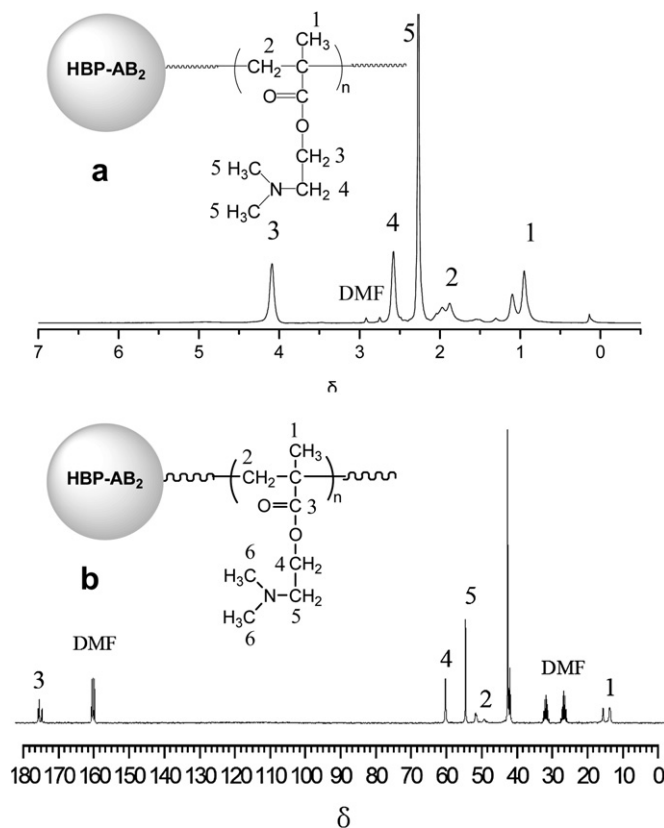 1
CH₃
2
HBP-AB₂
CH₂
C
n
O=C
O
CH₂ 3
5 H₃C
N—CH₂ 4
5 H₃C
a
5
3
4
DMF
2
1
7 6 5 4 3 2 1 0
δ
1
CH₃
2
HBP-AB₂
CH₂
C
n
O=C 3
O
4 CH₂
6
H₃C
N—CH₂
H₃C
5
6
b
3
DMF
4
5
2
DMF
1
180 170 160 150 140 130 120 110 100 90 80 70 60 50 40 30 20 10 0
δ